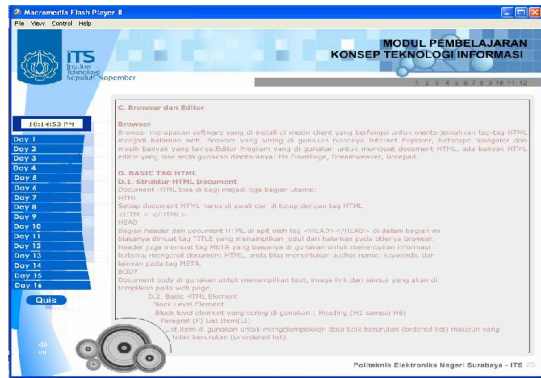 Macromedia Flash Player 8
File View Control Help
ITS
Institut
Teknologi
Sepuluh Nopember
MODUL PEMBELAJARAN
KONSEP TEKNOLOGI INFORMASI
1 2 3 4 5 6 7 8 9 10 11 12
10:14:53 PM
Day 1
Day 2
Day 3
Day 4
Day 5
Day 6
Day 7
Day 8
Day 9
Day 10
Day 11
Day 12
Day 13
Day 14
Day 15
Day 16
Quis
C. Browser dan Editor
Browser
Browser merupakan software yang di install di mesin client yang berfungsi untuk menterjemahkan tag-tag HTML
menjadi halaman web. Browser yang sering di gunakan biasanya Internet Explorer, Netscape Navigator dan
masih banyak yang lainya. Editor Program yang di gunakan untuk membuat document HTML, ada banyak HTML
editor yang bisa anda gunakan diantaranya: Ms FrontPage, Dreamweaver, Notepad.
D. BASIC TAG HTML
D.1. Struktur HTML Document
Document HTML bisa di bagi mejadi tiga bagian utama:
HTML
Setiap document HTML harus di awali dan di tutup dengan tag HTML
<HTML> </HTML>
HEAD
Bagian header dari document HTML di apit oleh tag <HEAD></HEAD> di dalam bagian ini
biasanya dimuat tag TITLE yang menampilkan judul dari halaman pada titlenya browser.
Header juga memuat tag META yang biasanya di gunakan untuk menentukan informasi
tertentu mengenai document HTML, anda bisa menentukan author name, keywords, dan
lainyan pada tag META.
BODY
Document body di gunakan untuk menampilkan text, image link dan semua yang akan di
tampilkan pada web page.
D.2. Basic HTML Element
Block Level Element
Block level element yang sering di gunakan : Heading (H1 sampai H6)
Paragraf (P) List Item(LI)
List item di gunakan untuk mengelompokkan data baik berurutan (ordered list) maupun yang
tidak berurutan (unordered list)
Politeknik Elektronika Negeri Surabaya - ITS